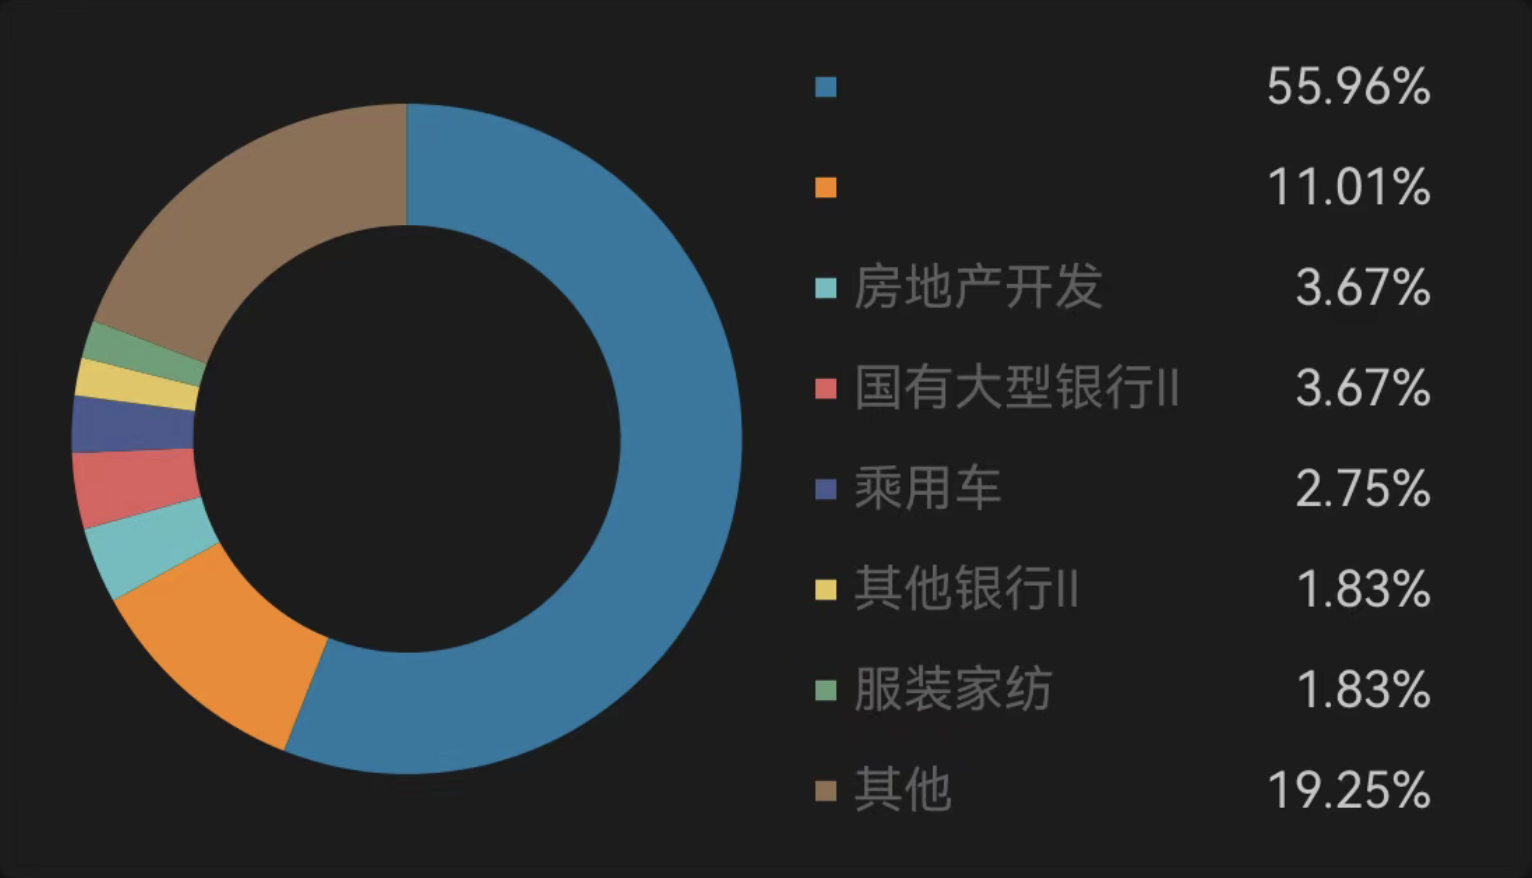 55.96%
11.01%
房地产开发 3.67%
国有大型银行II 3.67%
乘用车 2.75%
其他银行II 1.83%
服装家纺 1.83%
其他 19.25%